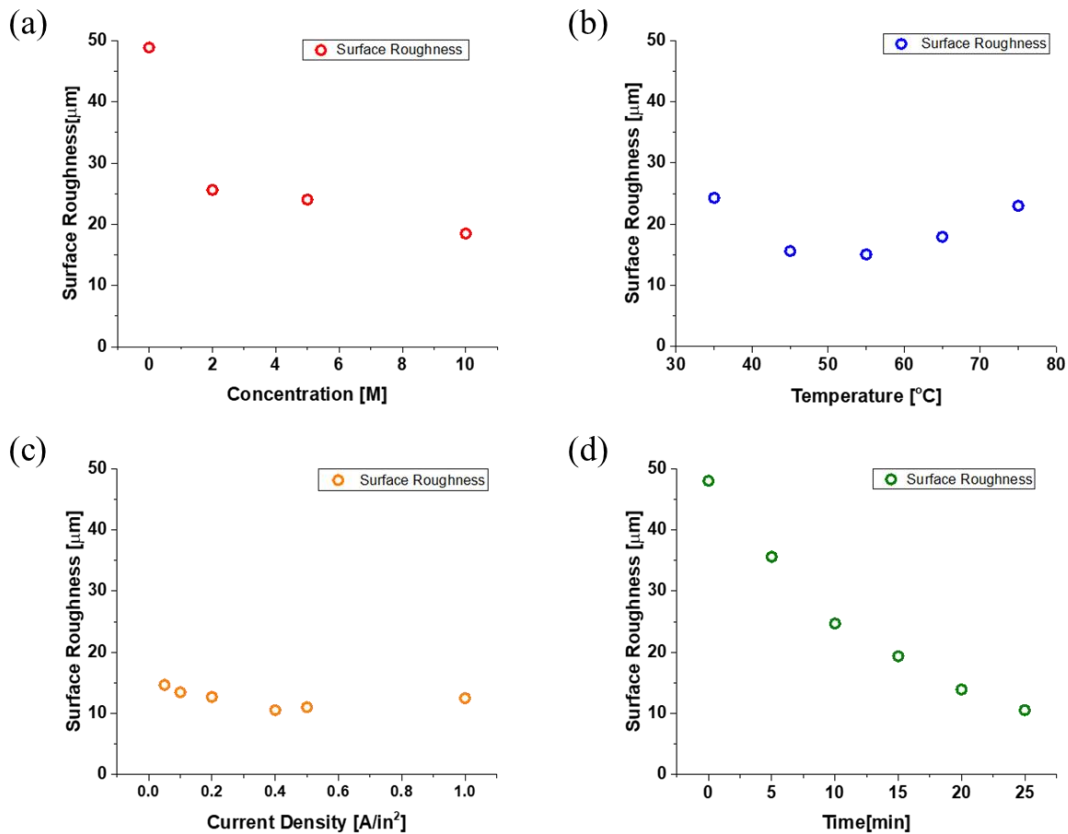 (a)
50
40
30
20
10
0
Surface Roughness[μm]
Surface Roughness
0 2 4 6 8 10
Concentration [M]
(b)
50
40
30
20
10
0
Surface Roughness [μm]
Surface Roughness
30 40 50 60 70 80
Temperature [°C]
(c)
50
40
30
20
10
0
Surface Roughness [μm]
Surface Roughness
0.0 0.2 0.4 0.6 0.8 1.0
Current Density [A/in²]
(d)
50
40
30
20
10
0
Surface Roughness [μm]
Surface Roughness
0 5 10 15 20 25
Time[min]